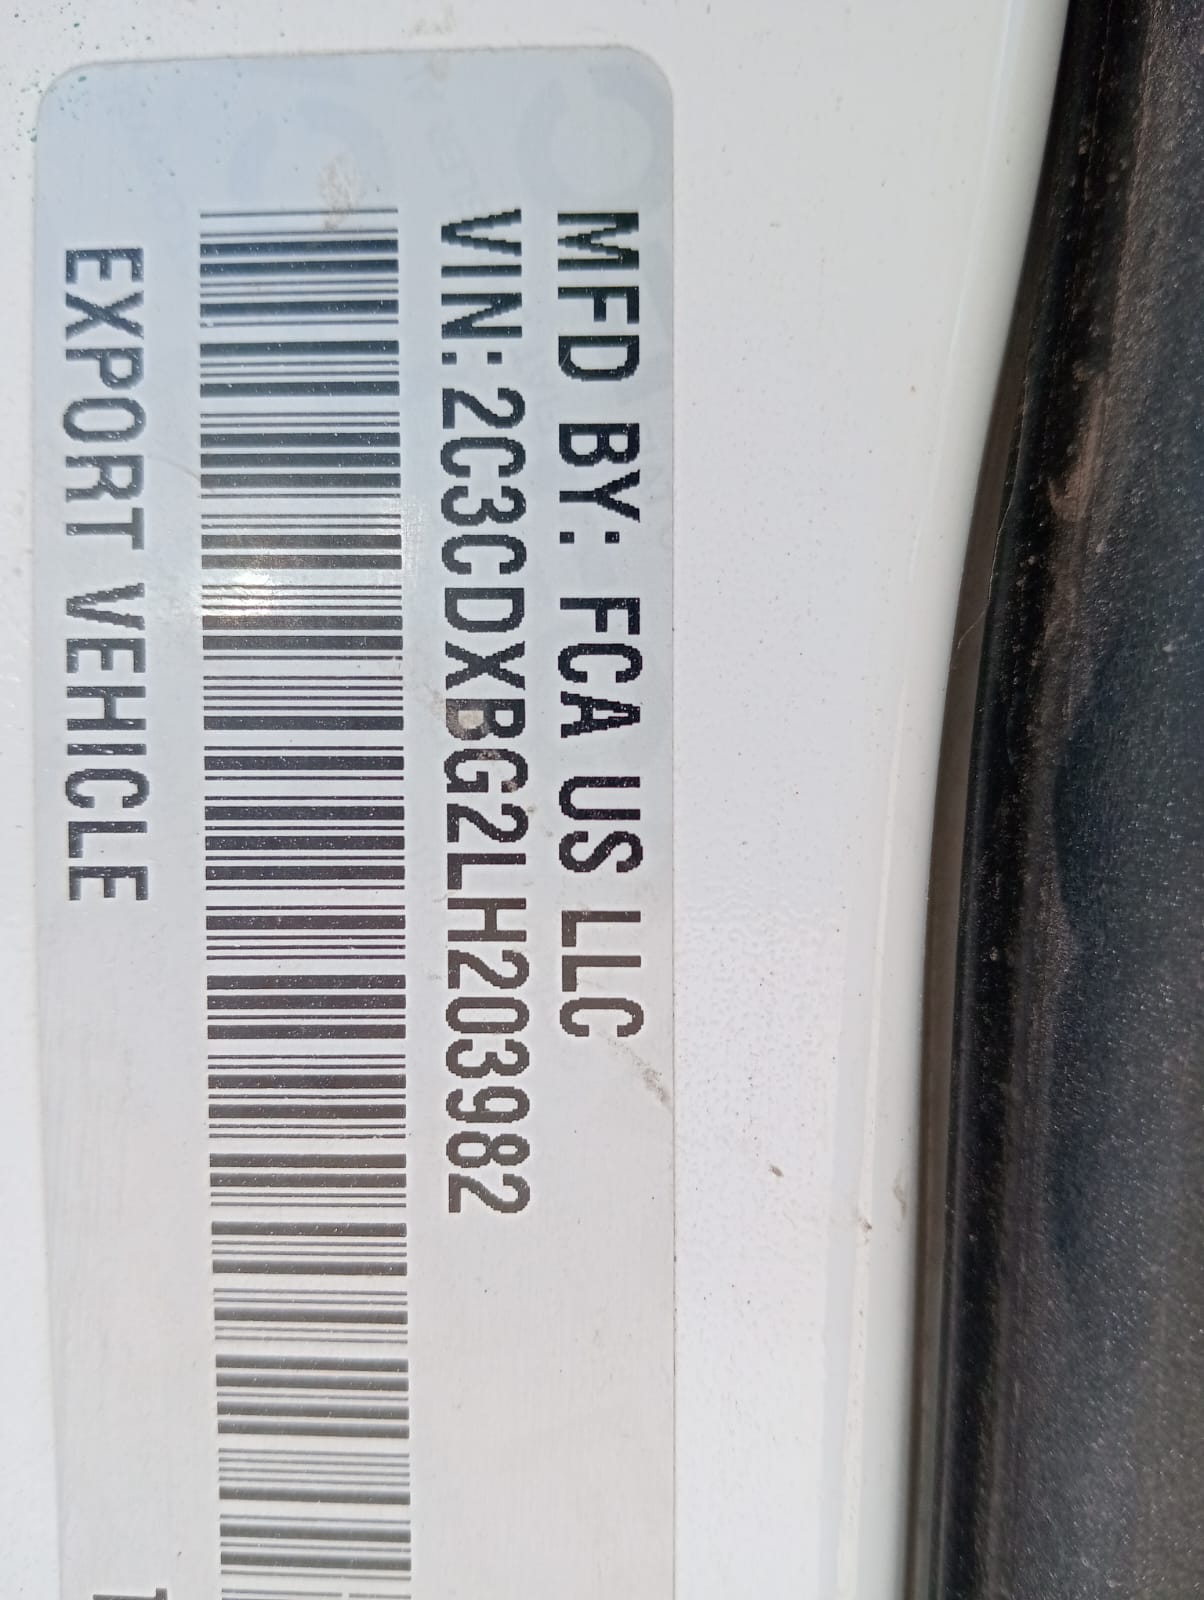 MFD BY: FCA US LLC
VIN: 2C3CDXBG2LH203982
EXPORT VEHICLE